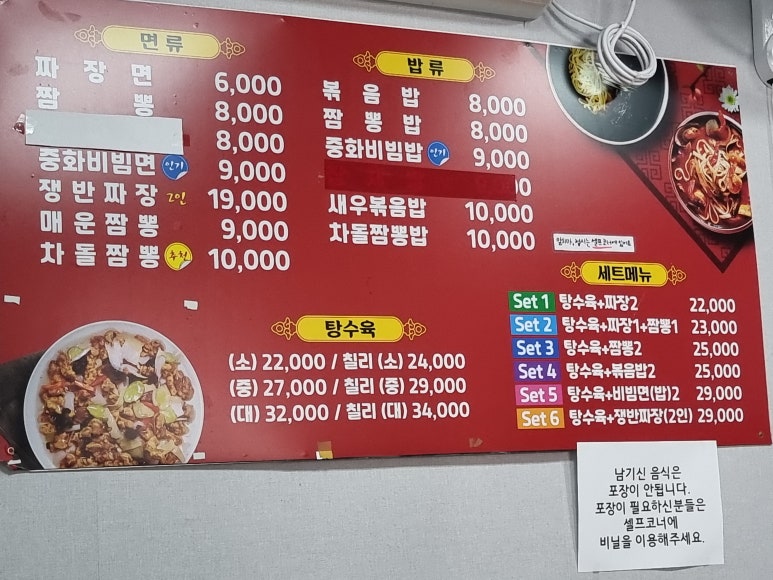 면류
짜장면 6,000
짬뽕 8,000
8,000
중화비빔면 인기 9,000
쟁반짜장 2인 19,000
매운짬뽕 9,000
차돌짬뽕 추천 10,000
밥류
볶음밥 8,000
짬뽕밥 8,000
중화비빔밥 인기 9,000
새우볶음밥 10,000
차돌짬뽕밥 10,000
탕수육
(소) 22,000 / 칠리 (소) 24,000
(중) 27,000 / 칠리 (중) 29,000
(대) 32,000 / 칠리 (대) 34,000
세트메뉴
Set 1 탕수육+짜장2 22,000
Set 2 탕수육+짜장1+짬뽕1 23,000
Set 3 탕수육+짬뽕2 25,000
Set 4 탕수육+볶음밥2 25,000
Set 5 탕수육+비빔면(밥)2 29,000
Set 6 탕수육+쟁반짜장(2인) 29,000
남기신 음식은
포장이 안됩니다.
포장이 필요하신분들은
셀프코너에
비닐을 이용해주세요.